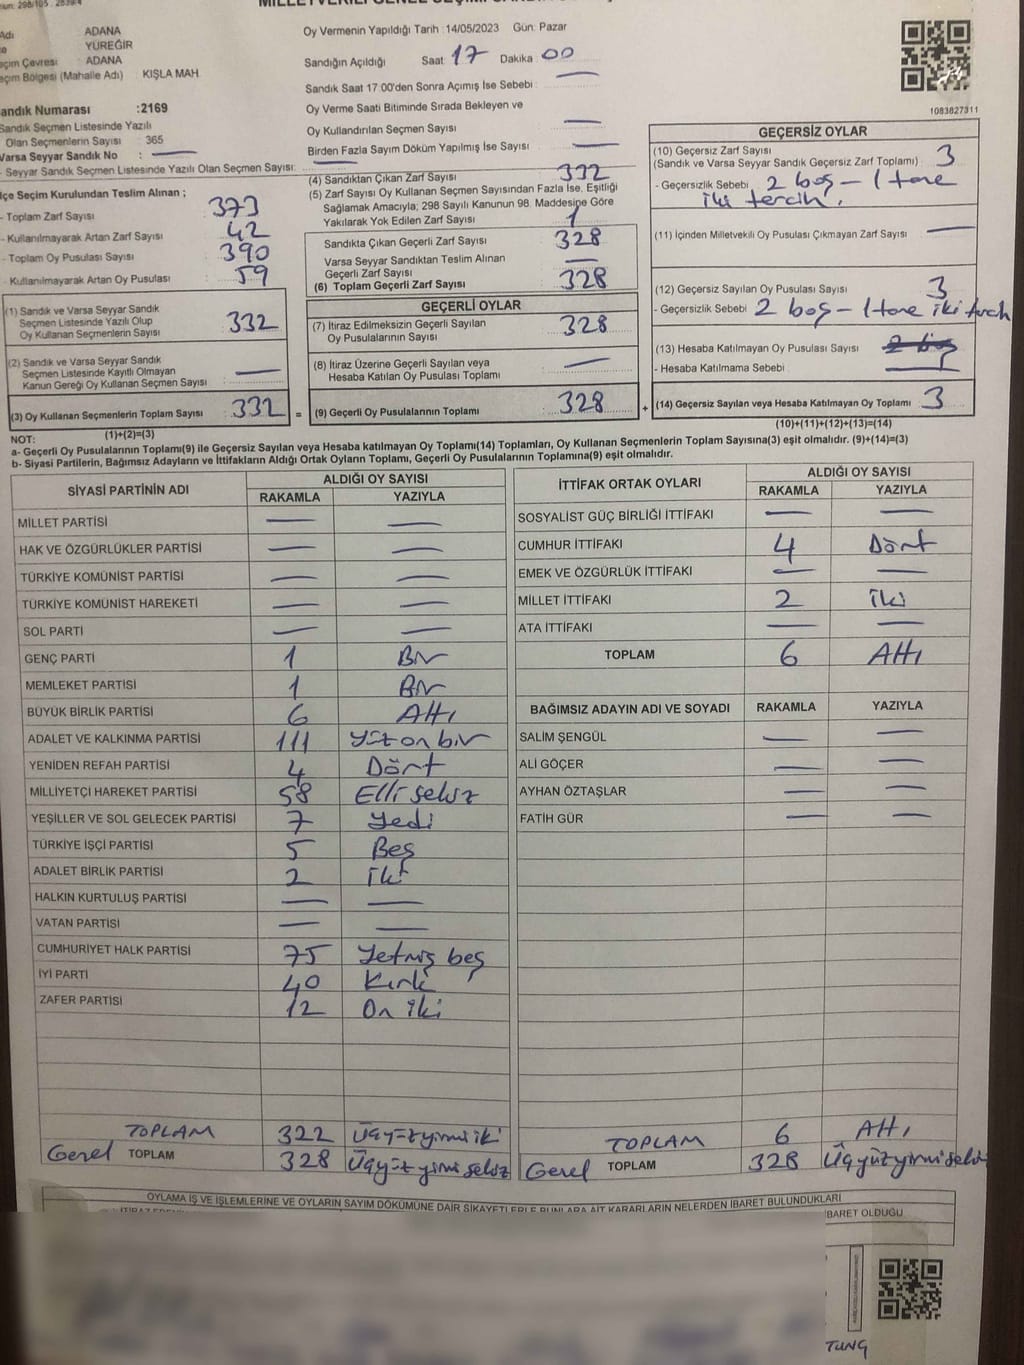 ADANA
YÜREĞİR
ADANA
(Mahalle Adı) KIŞLA MAH
Sandık Numarası :2169
Sandık Seçmen Listesinde Yazılı
Olan Seçmenlerin Sayısı : 365
Varsa Seyyar Sandık No : —
- Seyyar Sandık Seçmen Listesinde Yazılı Olan Seçmen Sayısı: —
İlçe Seçim Kurulundan Teslim Alınan ;
- Toplam Zarf Sayısı : 373
- Kullanılmayarak Artan Zarf Sayısı : 42
- Toplam Oy Pusulası Sayısı : 390
- Kullanılmayarak Artan Oy Pusulası : 59
(1) Sandık ve Varsa Seyyar Sandık
Seçmen Listesinde Yazılı Olup
Oy Kullanan Seçmenlerin Sayısı : 332
(2) Sandık ve Varsa Seyyar Sandık
Seçmen Listesinde Kayıtlı Olmayan
Kanun Gereği Oy Kullanan Seçmen Sayısı : —
(3) Oy Kullanan Seçmenlerin Toplam Sayısı : 332
(1)+(2)=(3)
Oy Vermenin Yapıldığı Tarih : 14/05/2023 Gün: Pazar
Sandığın Açıldığı Saat 17 Dakika 00
Sandık Saat 17:00'den Sonra Açımış İse Sebebi : —
Oy Verme Saati Bitiminde Sırada Bekleyen ve
Oy Kullandırılan Seçmen Sayısı : —
Birden Fazla Sayım Döküm Yapılmış İse Sayısı : —
(4) Sandıktan Çıkan Zarf Sayısı : 332
(5) Zarf Sayısı Oy Kullanan Seçmen Sayısından Fazla İse, Eşitliği
Sağlamak Amacıyla; 298 Sayılı Kanunun 98. Maddesine Göre
Yakılarak Yok Edilen Zarf Sayısı : 1
Sandıkta Çıkan Geçerli Zarf Sayısı : 328
Varsa Seyyar Sandıktan Teslim Alınan
Geçerli Zarf Sayısı : —
(6) Toplam Geçerli Zarf Sayısı : 328
GEÇERLİ OYLAR
(7) İtiraz Edilmeksizin Geçerli Sayılan
Oy Pusulalarının Sayısı : 328
(8) İtiraz Üzerine Geçerli Sayılan veya
Hesaba Katılan Oy Pusulası Toplamı : —
= (9) Geçerli Oy Pusulalarının Toplamı : 328 +
1083827311
GEÇERSİZ OYLAR
(10) Geçersiz Zarf Sayısı
(Sandık ve Varsa Seyyar Sandık Geçersiz Zarf Toplamı) : 3
- Geçersizlik Sebebi : 2 boş - 1 tane
iki tercih.
(11) İçinden Milletvekili Oy Pusulası Çıkmayan Zarf Sayısı : —
(12) Geçersiz Sayılan Oy Pusulası Sayısı : 3
- Geçersizlik Sebebi 2 boş - 1 tane iki
(13) Hesaba Katılmayan Oy Pusulası Sayısı : 2 boş
- Hesaba Katılmama Sebebi : —
(14) Geçersiz Sayılan veya Hesaba Katılmayan Oy Toplamı : 3
(10)+(11)+(12)+(13)=(14)
NOT:
a- Geçerli Oy Pusulalarının Toplamı(9) ile Geçersiz Sayılan veya Hesaba katılmayan Oy Toplamı(14) Toplamları, Oy Kullanan Seçmenlerin Toplam Sayısına(3) eşit olmalıdır. (9)+(14)=(3)
b- Siyasi Partilerin, Bağımsız Adayların ve İttifakların Aldığı Ortak Oyların Toplamı, Geçerli Oy Pusulalarının Toplamına(9) eşit olmalıdır.
SİYASİ PARTİNİN ADI ALDIĞI OY SAYISI
RAKAMLA YAZIYLA
MİLLET PARTİSİ — —
HAK VE ÖZGÜRLÜKLER PARTİSİ — —
TÜRKİYE KOMÜNİST PARTİSİ — —
TÜRKİYE KOMÜNİST HAREKETİ — —
SOL PARTİ — —
GENÇ PARTİ 1 Bir
MEMLEKET PARTİSİ 1 Bir
BÜYÜK BİRLİK PARTİSİ 6 Altı
ADALET VE KALKINMA PARTİSİ 111 Yüz on bir
YENİDEN REFAH PARTİSİ 4 Dört
MİLLİYETÇİ HAREKET PARTİSİ 58 Elli sekiz
YEŞİLLER VE SOL GELECEK PARTİSİ 7 Yedi
TÜRKİYE İŞÇİ PARTİSİ 5 Beş
ADALET BİRLİK PARTİSİ 2 İki
HALKIN KURTULUŞ PARTİSİ — —
VATAN PARTİSİ — —
CUMHURİYET HALK PARTİSİ 75 Yetmiş beş
İYİ PARTİ 40 Kırk
ZAFER PARTİSİ 12 On iki
TOPLAM 322 Üçyüzyirmi iki
Genel TOPLAM 328 Üçyüz yirmi sekiz
İTTİFAK ORTAK OYLARI ALDIĞI OY SAYISI
RAKAMLA YAZIYLA
SOSYALİST GÜÇ BİRLİĞİ İTTİFAKI — —
CUMHUR İTTİFAKI 4 Dört
EMEK VE ÖZGÜRLÜK İTTİFAKI — —
MİLLET İTTİFAKI 2 İki
ATA İTTİFAKI — —
TOPLAM 6 Altı
BAĞIMSIZ ADAYIN ADI VE SOYADI RAKAMLA YAZIYLA
SALİM ŞENGÜL — —
ALİ GÖÇER — —
AYHAN ÖZTAŞLAR — —
FATİH GÜR — —
TOPLAM 6 Altı
Genel TOPLAM 328 Üçyüzyirmi sekiz
OYLAMA İŞ VE İŞLEMLERİNE VE OYLARIN SAYIM DÖKÜMÜNE DAİR ŞİKAYETLERLE BUNLARA AİT KARARLARIN NELERDEN İBARET BULUNDUKLARI
İBARET OLDUĞU
TUNG